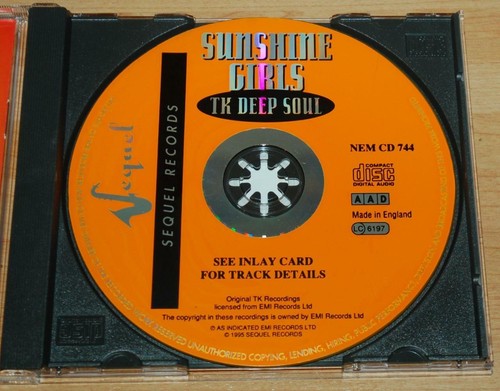 SUNSHINE
GIRLS
TK DEEP SOUL
Sequel
SEQUEL RECORDS
NEM CD 744
COMPACT
disc
DIGITAL AUDIO
AAD
Made in England
LC 6197
SEE INLAY CARD
FOR TRACK DETAILS
Original TK Recordings
licensed from EMI Records Ltd
The copyright in these recordings is owned by EMI Records Ltd
℗ AS INDICATED EMI RECORDS LTD
© 1995 SEQUEL RECORDS
RESERVED UNAUTHORIZED COPYING, LENDING, HIRING, PUBLIC